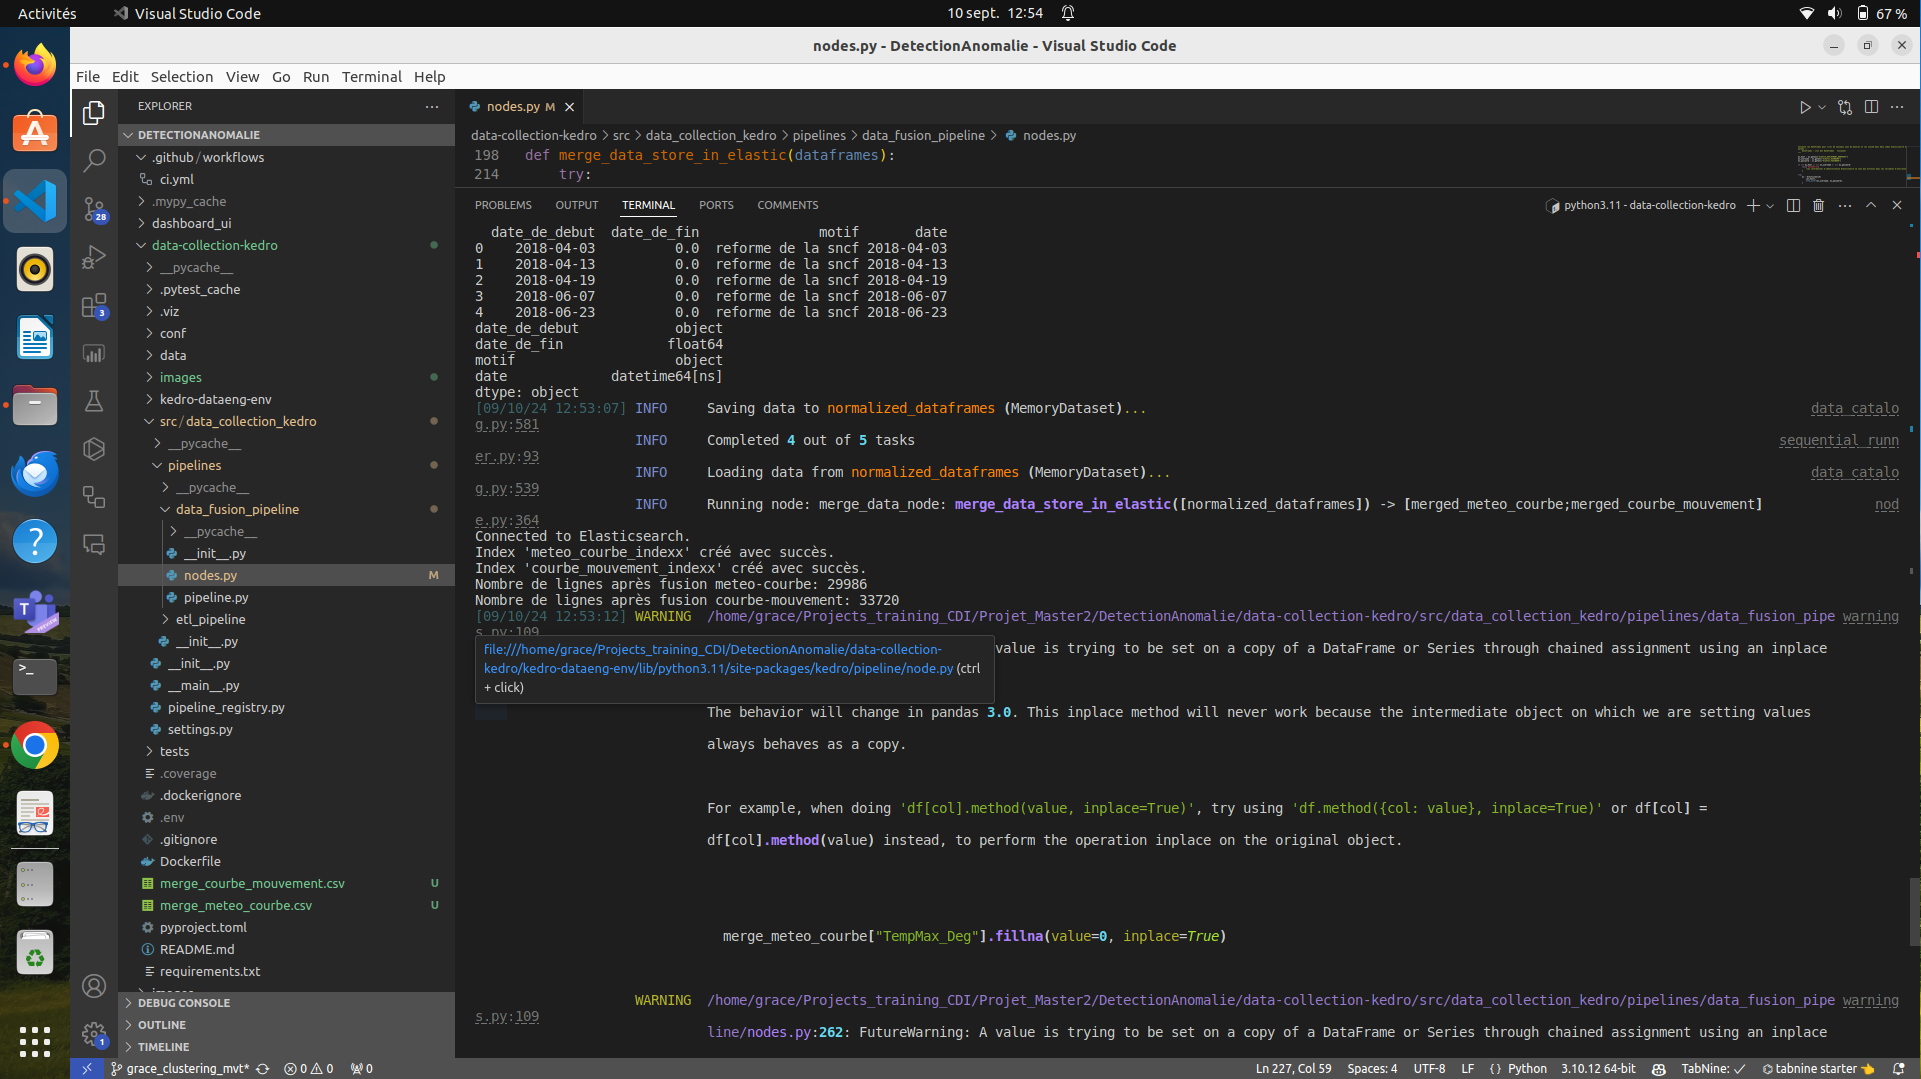 Activités
Visual Studio Code
10 sept. 12:54
67 %
nodes.py - DetectionAnomalie - Visual Studio Code
File Edit Selection View Go Run Terminal Help
EXPLORER
DETECTIONANOMALIE
.github/workflows
ci.yml
.mypy_cache
dashboard_ui
data-collection-kedro
__pycache__
.pytest_cache
.viz
conf
data
images
kedro-dataeng-env
src/data_collection_kedro
__pycache__
pipelines
__pycache__
data_fusion_pipeline
__pycache__
__init__.py
nodes.py M
pipeline.py
etl_pipeline
__init__.py
__init__.py
__main__.py
pipeline_registry.py
settings.py
tests
.coverage
.dockerignore
.env
.gitignore
Dockerfile
merge_courbe_mouvement.csv U
merge_meteo_courbe.csv U
pyproject.toml
README.md
requirements.txt
DEBUG CONSOLE
OUTLINE
TIMELINE
28
3
1
nodes.py M
data-collection-kedro > src > data_collection_kedro > pipelines > data_fusion_pipeline > nodes.py
198 def merge_data_store_in_elastic(dataframes):
214 try:
PROBLEMS OUTPUT TERMINAL PORTS COMMENTS
python3.11 - data-collection-kedro
date_de_debut date_de_fin motif date
0 2018-04-03 0.0 reforme de la sncf 2018-04-03
1 2018-04-13 0.0 reforme de la sncf 2018-04-13
2 2018-04-19 0.0 reforme de la sncf 2018-04-19
3 2018-06-07 0.0 reforme de la sncf 2018-06-07
4 2018-06-23 0.0 reforme de la sncf 2018-06-23
date_de_debut object
date_de_fin float64
motif object
date datetime64[ns]
dtype: object
[09/10/24 12:53:07] INFO Saving data to normalized_dataframes (MemoryDataset)... data_catalo
g.py:581
INFO Completed 4 out of 5 tasks sequential_runn
er.py:93
INFO Loading data from normalized_dataframes (MemoryDataset)... data_catalo
g.py:539
INFO Running node: merge_data_node: merge_data_store_in_elastic([normalized_dataframes]) -> [merged_meteo_courbe;merged_courbe_mouvement] nod
e.py:364
Connected to Elasticsearch.
Index 'meteo_courbe_indexx' créé avec succès.
Index 'courbe_mouvement_indexx' créé avec succès.
Nombre de lignes après fusion meteo-courbe: 29986
Nombre de lignes après fusion courbe-mouvement: 33720
[09/10/24 12:53:12] WARNING /home/grace/Projects_training_CDI/Projet_Master2/DetectionAnomalie/data-collection-kedro/src/data_collection_kedro/pipelines/data_fusion_pipe warning
s.py:109
value is trying to be set on a copy of a DataFrame or Series through chained assignment using an inplace
file:///home/grace/Projects_training_CDI/DetectionAnomalie/data-collection-
kedro/kedro-dataeng-env/lib/python3.11/site-packages/kedro/pipeline/node.py (ctrl
+ click)
The behavior will change in pandas 3.0. This inplace method will never work because the intermediate object on which we are setting values
always behaves as a copy.
For example, when doing 'df[col].method(value, inplace=True)', try using 'df.method({col: value}, inplace=True)' or df[col] =
df[col].method(value) instead, to perform the operation inplace on the original object.
merge_meteo_courbe["TempMax_Deg"].fillna(value=0, inplace=True)
WARNING /home/grace/Projects_training_CDI/Projet_Master2/DetectionAnomalie/data-collection-kedro/src/data_collection_kedro/pipelines/data_fusion_pipe warning
s.py:109
line/nodes.py:262: FutureWarning: A value is trying to be set on a copy of a DataFrame or Series through chained assignment using an inplace
grace_clustering_mvt* 0 0 0
Ln 227, Col 59 Spaces: 4 UTF-8 LF {} Python 3.10.12 64-bit TabNine: ✓ tabnine starter